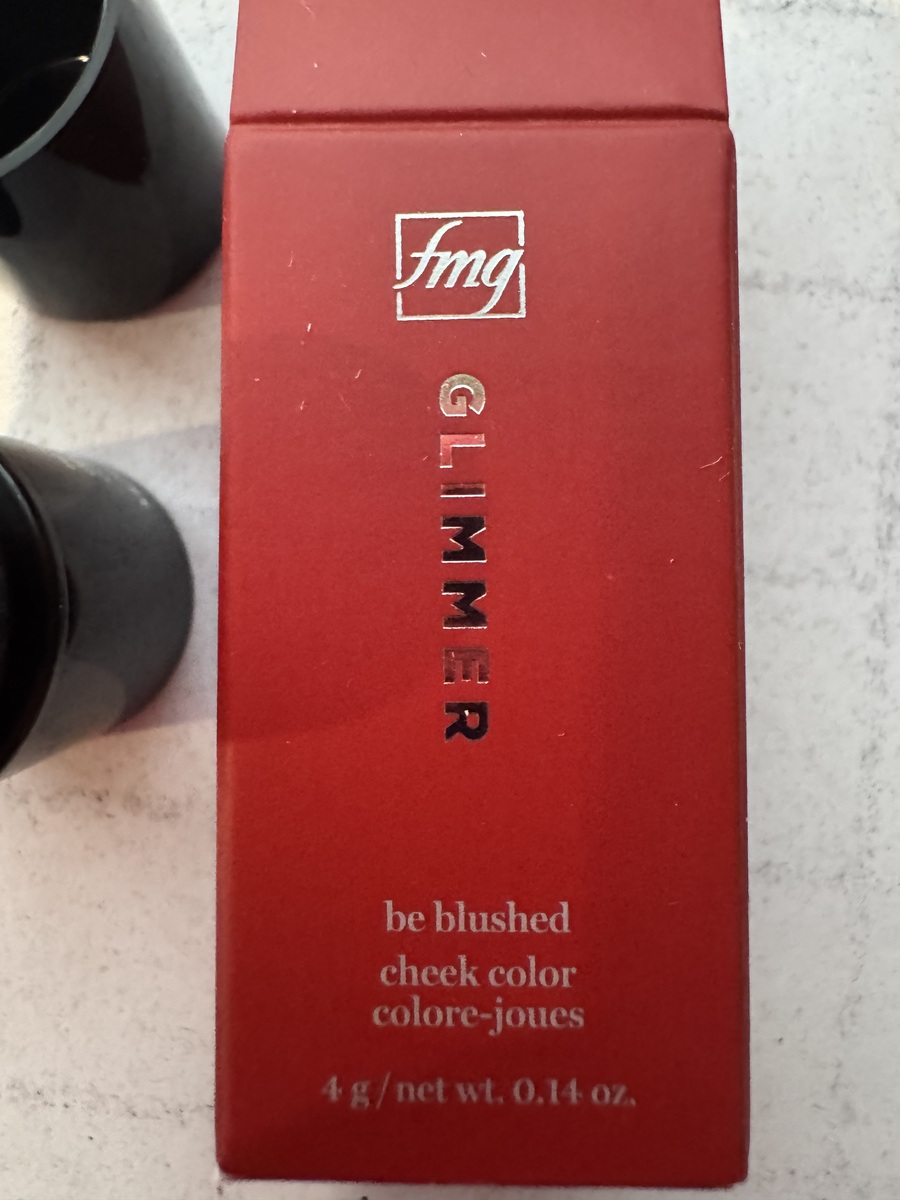 fmg
GLIMMER
be blushed
cheek color
colore-joues
4 g / net wt. 0.14 oz.